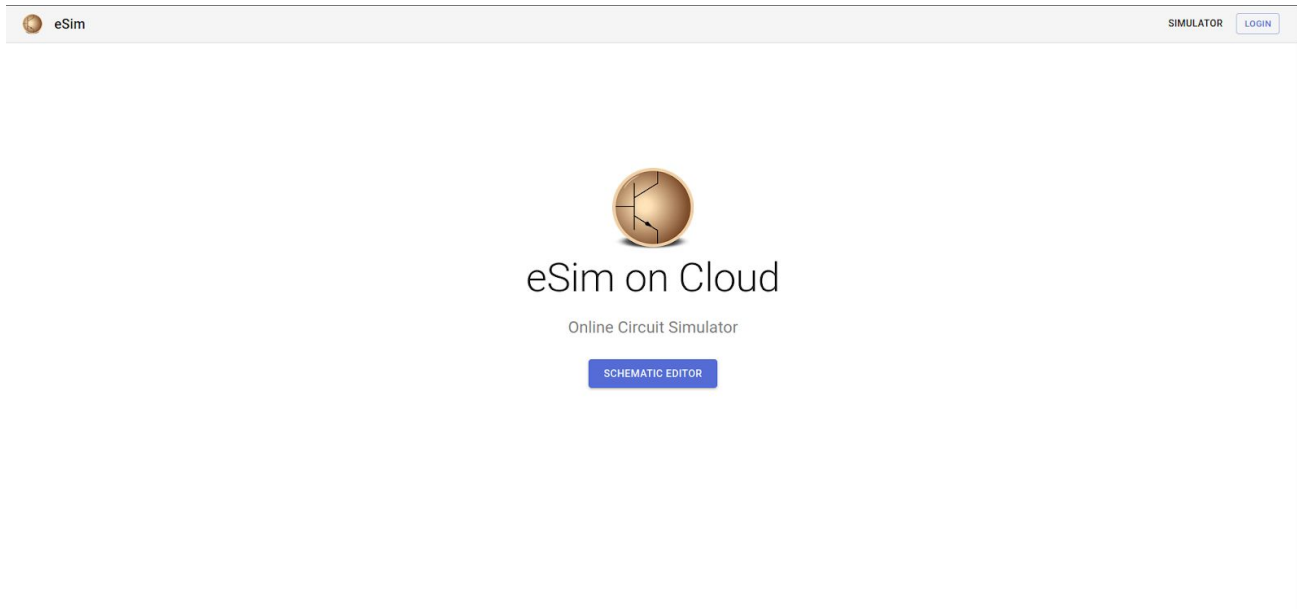 eSim
SIMULATOR
LOGIN
eSim on Cloud
Online Circuit Simulator
SCHEMATIC EDITOR